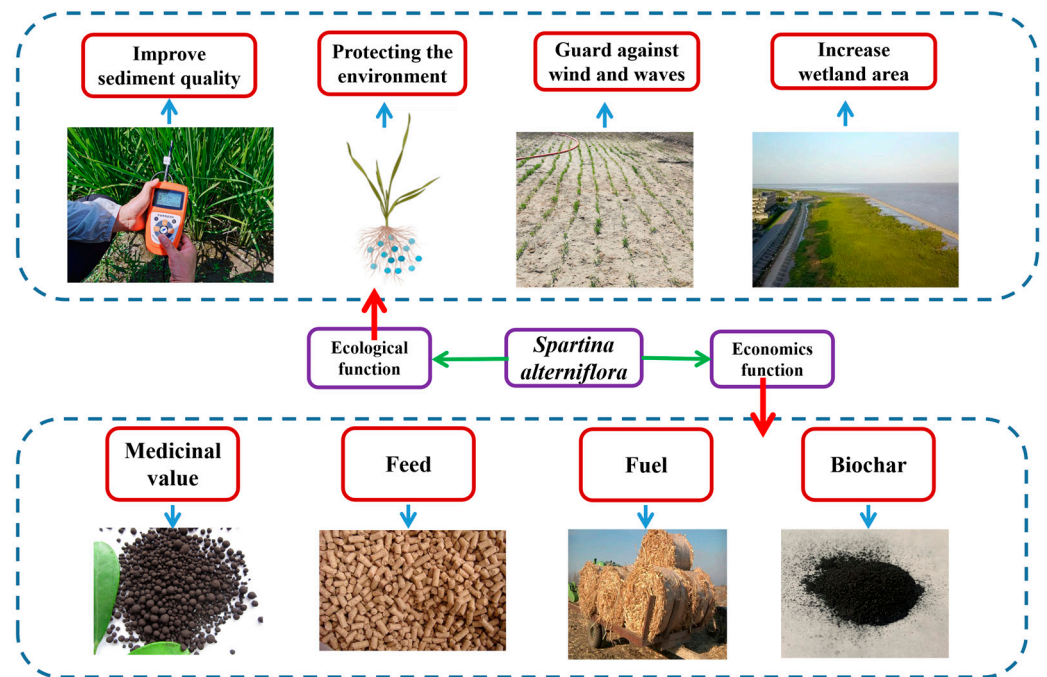 Improve
sediment quality
Protecting the
environment
Guard against
wind and waves
Increase
wetland area
Ecological
function
Spartina
alterniflora
Economics
function
Medicinal
value
Feed
Fuel
Biochar